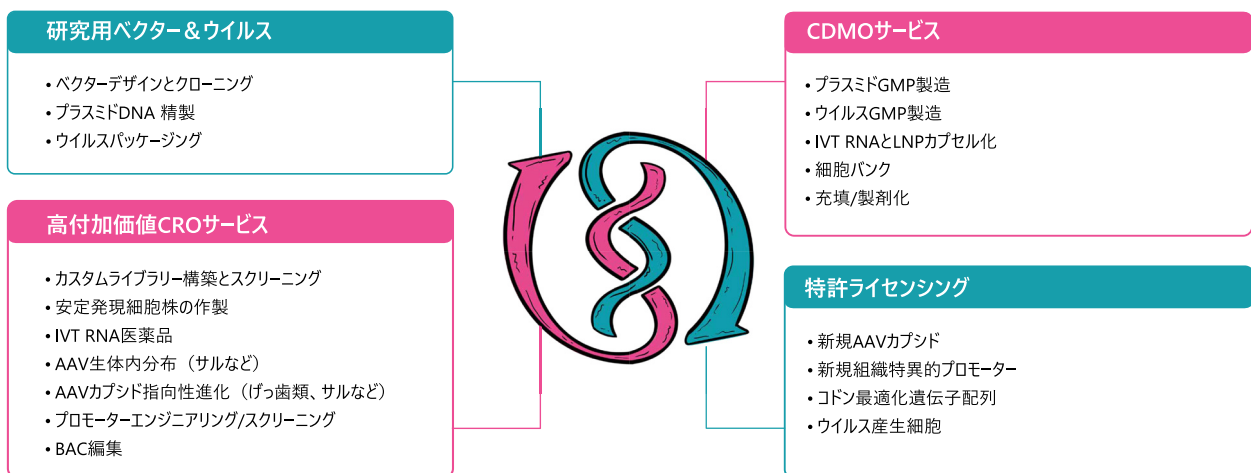 研究用ベクター＆ウイルス
• ベクターデザインとクローニング
• プラスミドDNA 精製
• ウイルスパッケージング
高付加価値CROサービス
• カスタムライブラリー構築とスクリーニング
• 安定発現細胞株の作製
• IVT RNA医薬品
• AAV生体内分布（サルなど）
• AAVカプシド指向性進化（げっ歯類、サルなど）
• プロモーターエンジニアリング/スクリーニング
• BAC編集
CDMOサービス
• プラスミドGMP製造
• ウイルスGMP製造
• IVT RNAとLNPカプセル化
• 細胞バンク
• 充填/製剤化
特許ライセンシング
• 新規AAVカプシド
• 新規組織特異的プロモーター
• コドン最適化遺伝子配列
• ウイルス産生細胞